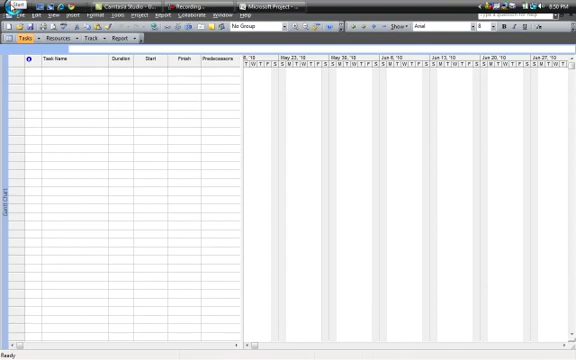 Start
Camtasia Studio - U...
Recording...
Microsoft Project - ...
8:50 PM
Insert Format Tools Project Report Collaborate Window Help
Type a question for help
No Group Show Arial 8 B I U
Tasks Resources Track Report
Task Name Duration Start Finish Predecessors
May 23, '10 May 30, '10 Jun 6, '10 Jun 13, '10 Jun 20, '10 Jun 27, '10
T W T F S S M T W T F S S M T W T F S S M T W T F S S M T W T F S S M T W T F S S M T W T
Gantt Chart
Ready